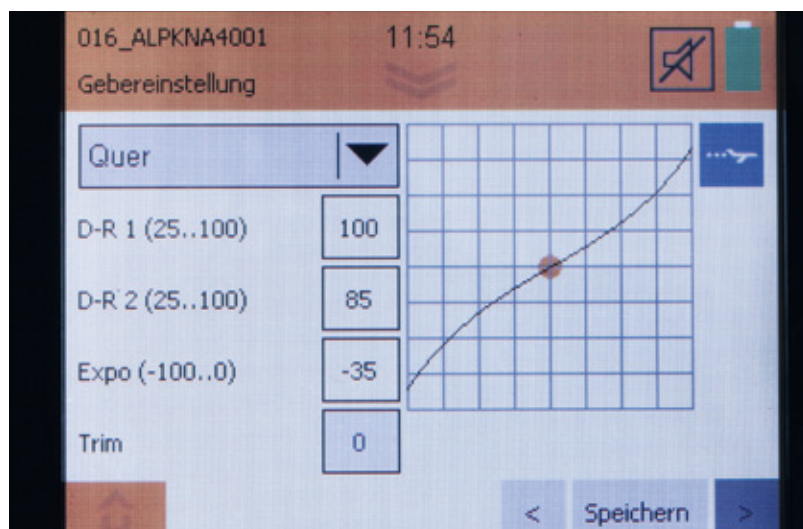 016_ALPKNA4001 11:54
Gebereinstellung
Quer
D-R 1 (25..100) 100
D-R 2 (25..100) 85
Expo (-100..0) -35
Trim 0
< Speichern >